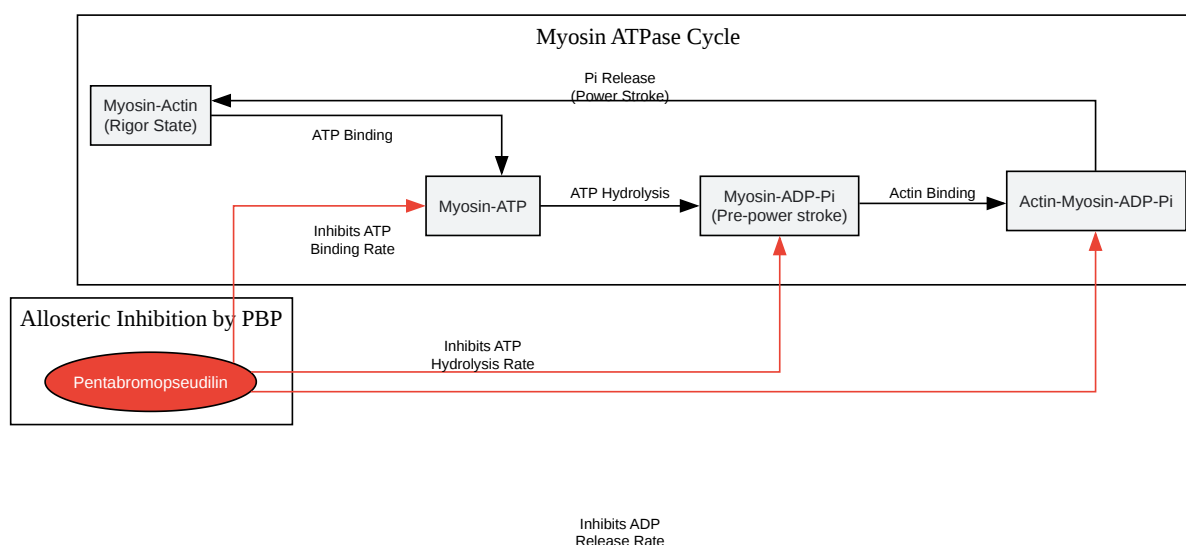 Myosin ATPase Cycle
Pi Release
(Power Stroke)
Myosin-Actin
(Rigor State)
ATP Binding
Myosin-ATP
ATP Hydrolysis
Myosin-ADP-Pi
(Pre-power stroke)
Actin Binding
Actin-Myosin-ADP-Pi
Inhibits ATP
Binding Rate
Allosteric Inhibition by PBP
Pentabromopseudilin
Inhibits ATP
Hydrolysis Rate
Inhibits ADP
Release Rate